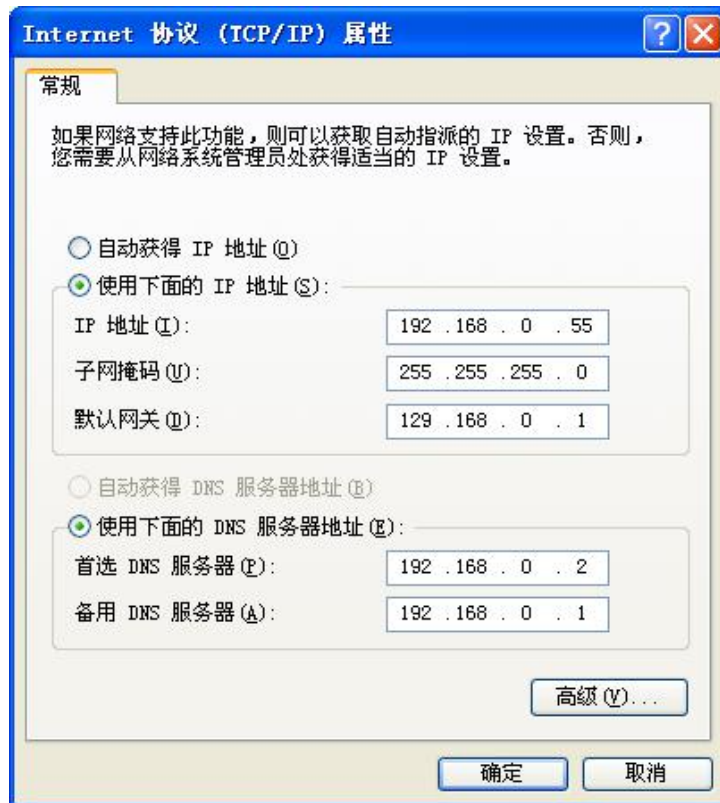 Internet 协议 (TCP/IP) 属性
常规
如果网络支持此功能，则可以获取自动指派的 IP 设置。否则，
您需要从网络系统管理员处获得适当的 IP 设置。
自动获得 IP 地址(O)
使用下面的 IP 地址(S):
IP 地址(I): 192 .168 . 0 . 55
子网掩码(U): 255 .255 .255 . 0
默认网关(D): 129 .168 . 0 . 1
自动获得 DNS 服务器地址(B)
使用下面的 DNS 服务器地址(E):
首选 DNS 服务器(P): 192 .168 . 0 . 2
备用 DNS 服务器(A): 192 .168 . 0 . 1
高级(V)...
确定 取消